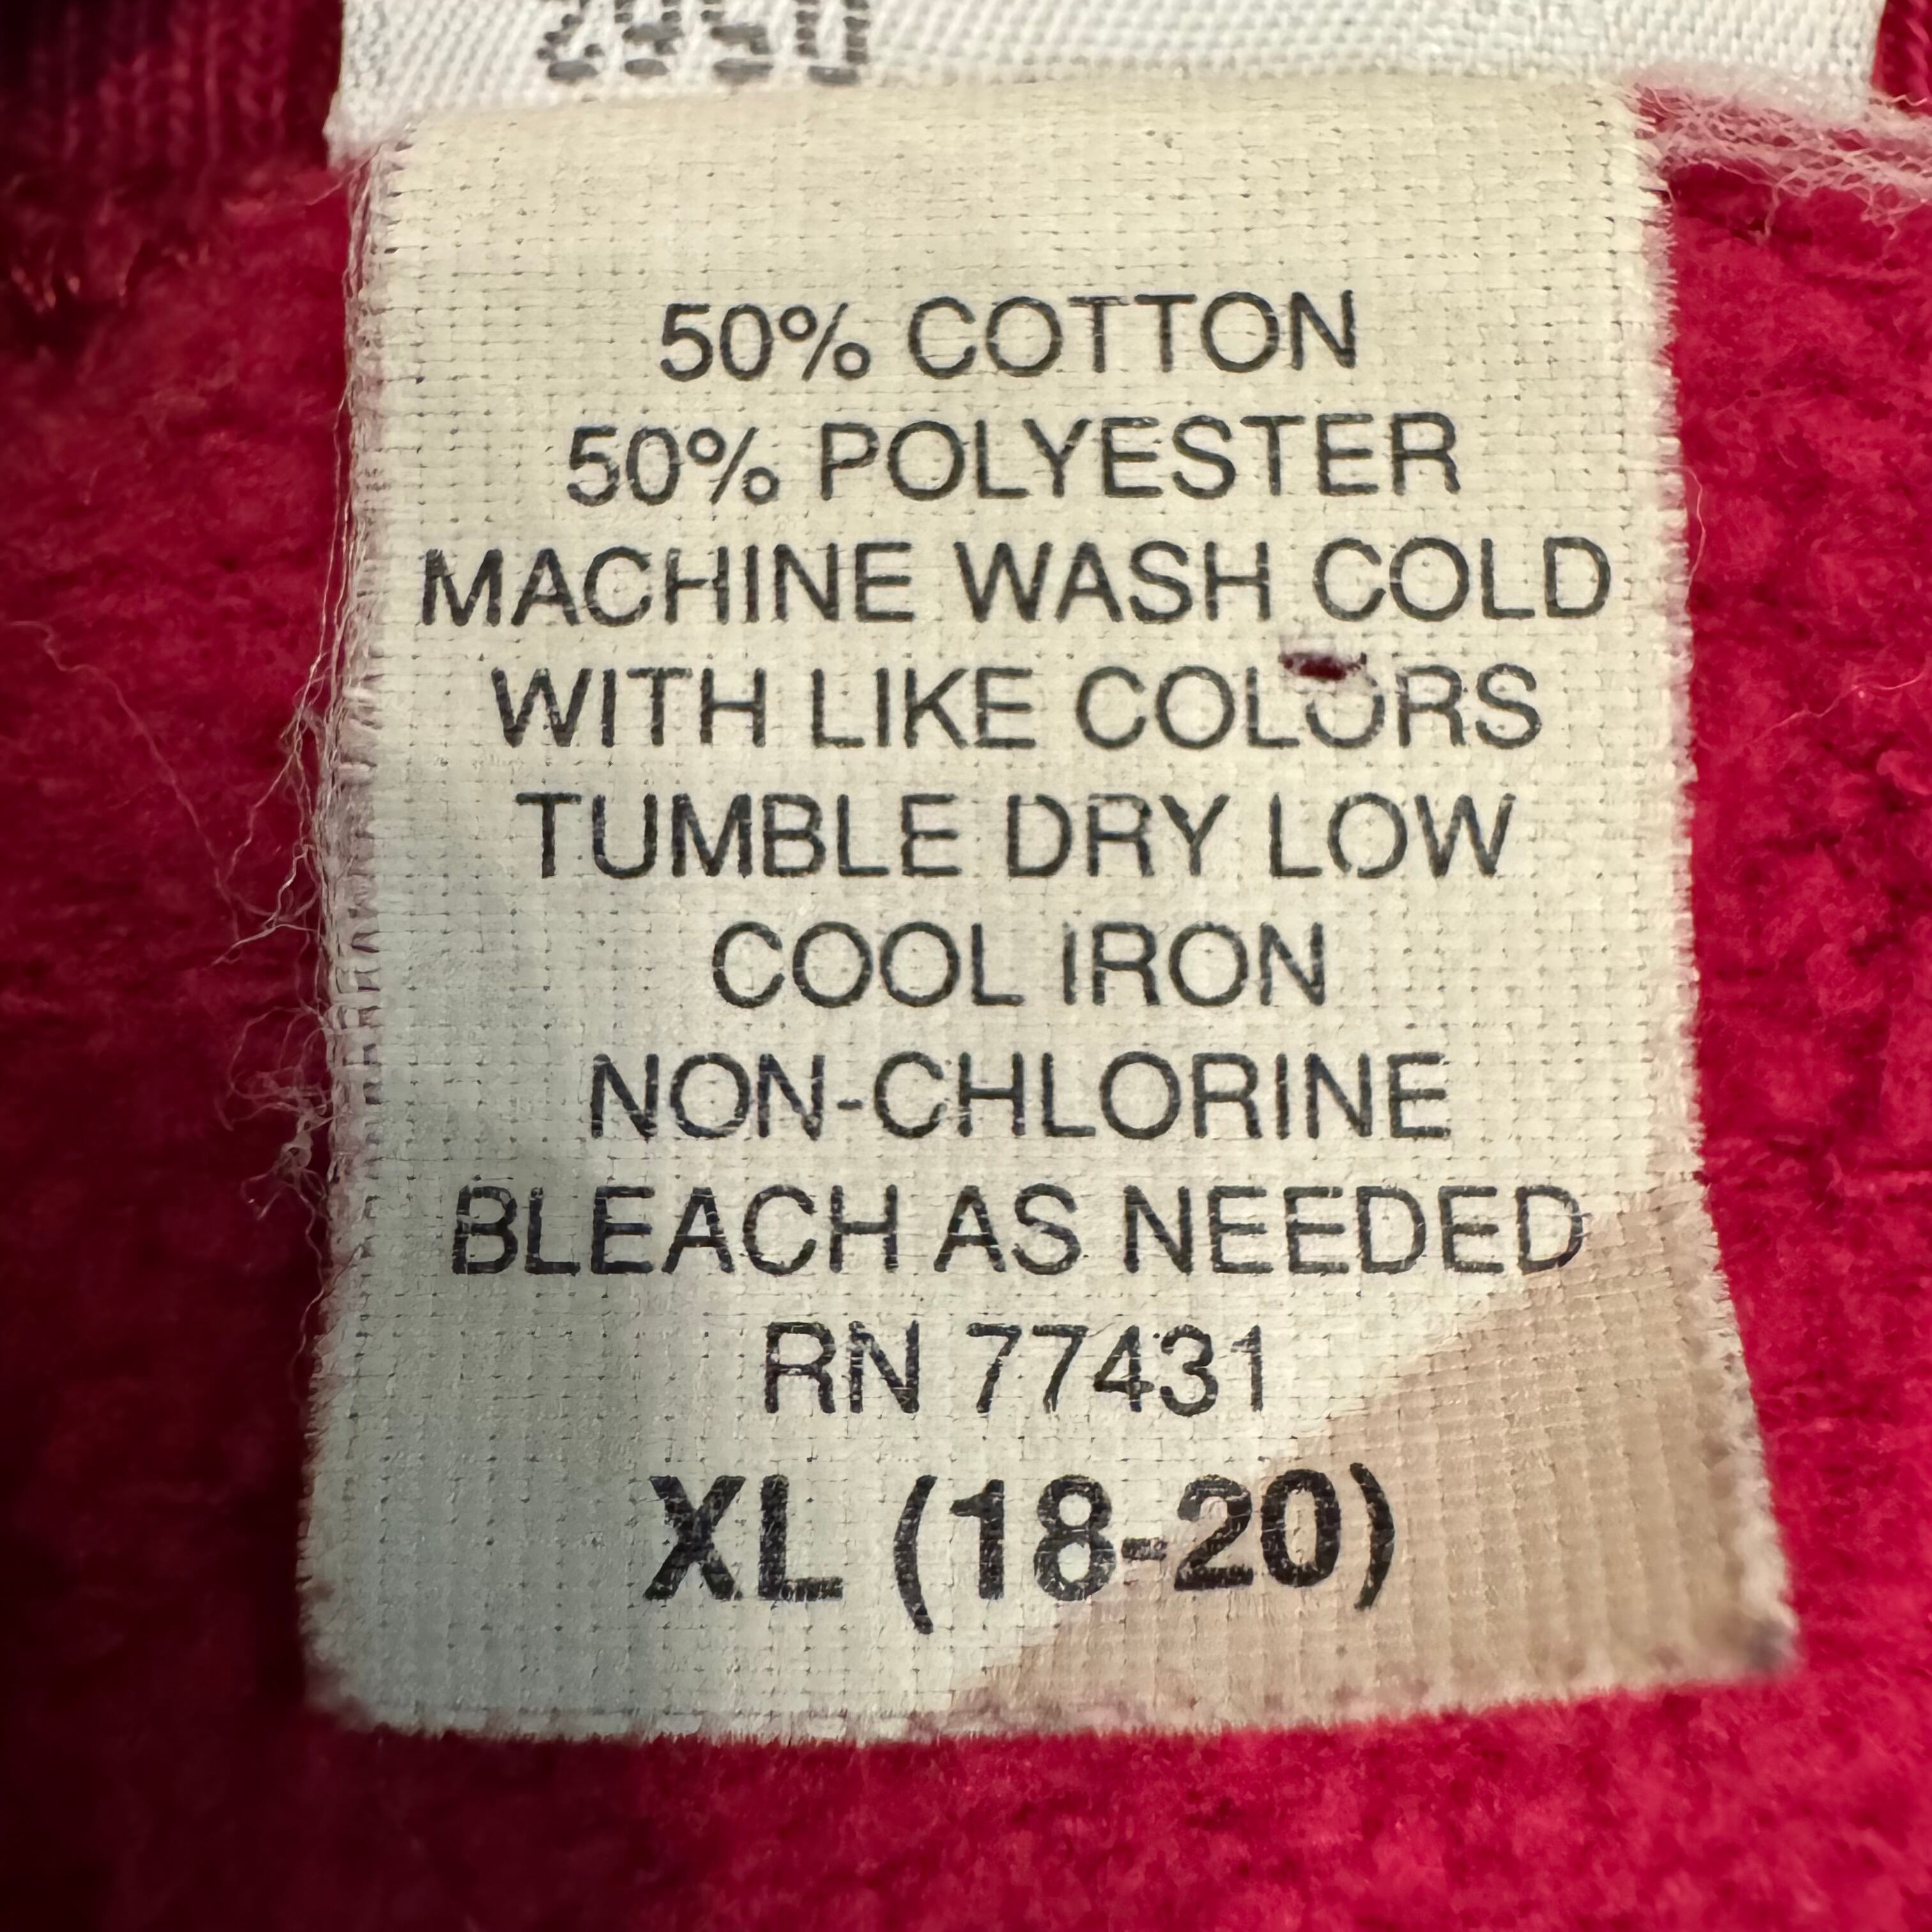 50% COTTON
50% POLYESTER
MACHINE WASH COLD
WITH LIKE COLORS
TUMBLE DRY LOW
COOL IRON
NON-CHLORINE
BLEACH AS NEEDED
RN 77431
XL (18-20)